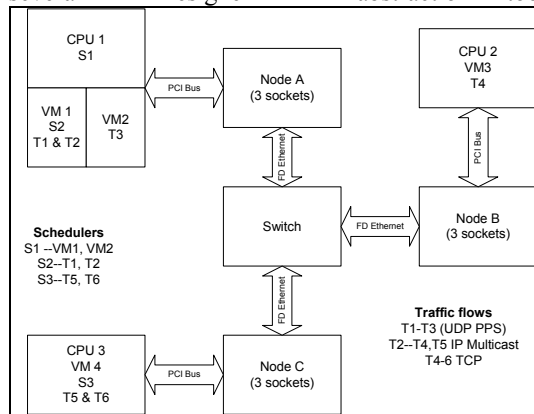 several
CPU 1
S1
VM 1
S2
T1 & T2
VM2
T3
PCI Bus
Node A
(3 sockets)
CPU 2
VM3
T4
FD Ethernet
PCI Bus
Schedulers
S1 --VM1, VM2
S2--T1, T2
S3--T5, T6
Switch
FD Ethernet
Node B
(3 sockets)
FD Ethernet
Traffic flows
T1-T3 (UDP PPS)
T2--T4,T5 IP Multicast
T4-6 TCP
CPU 3
VM 4
S3
T5 & T6
PCI Bus
Node C
(3 sockets)